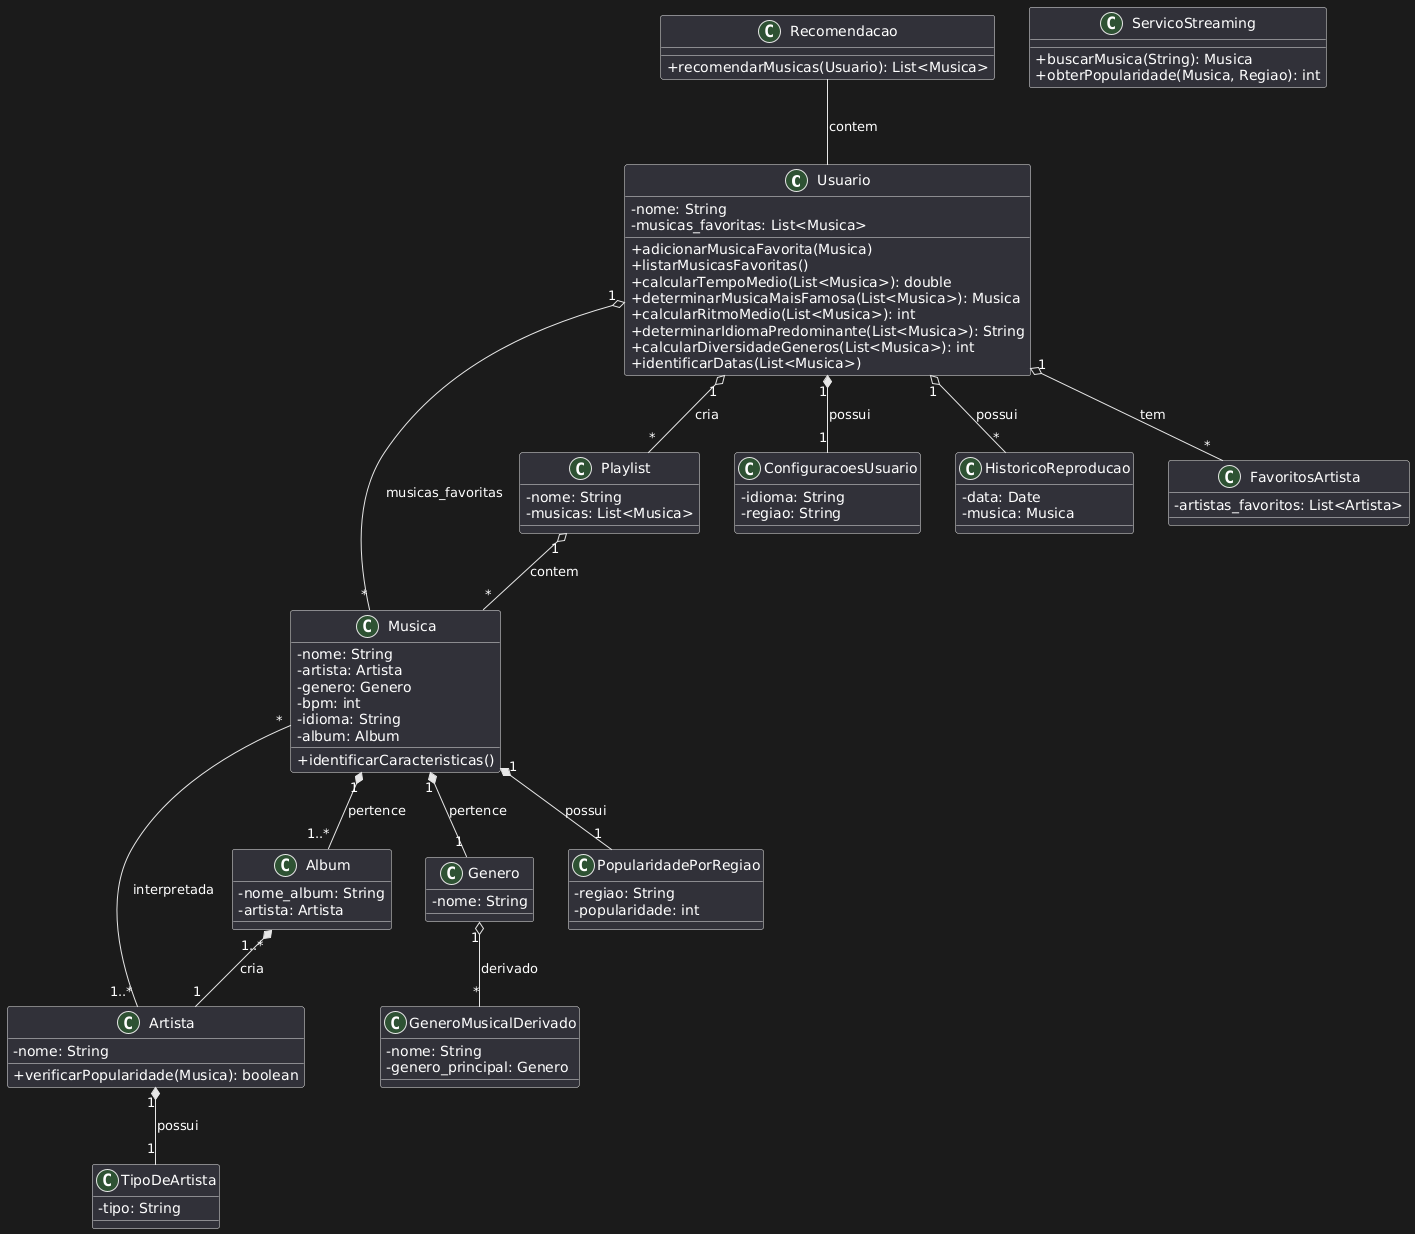 C Recomendacao
+recomendarMusicas(Usuario): List<Musica>
C ServicoStreaming
+buscarMusica(String): Musica
+obterPopularidade(Musica, Regiao): int
contem
C Usuario
-nome: String
-musicas_favoritas: List<Musica>
+adicionarMusicaFavorita(Musica)
+listarMusicasFavoritas()
+calcularTempoMedio(List<Musica>): double
+determinarMusicaMaisFamosa(List<Musica>): Musica
+calcularRitmoMedio(List<Musica>): int
+determinarIdiomaPredominante(List<Musica>): String
+calcularDiversidadeGeneros(List<Musica>): int
+identificarDatas(List<Musica>)
1
1
1
1
1
cria
possui
possui
tem
*
1
*
*
C Playlist
-nome: String
-musicas: List<Musica>
C ConfiguracoesUsuario
-idioma: String
-regiao: String
C HistoricoReproducao
-data: Date
-musica: Musica
C FavoritosArtista
-artistas_favoritos: List<Artista>
musicas_favoritas
1
contem
*
*
C Musica
-nome: String
-artista: Artista
-genero: Genero
-bpm: int
-idioma: String
-album: Album
+identificarCaracteristicas()
*
1
1
1
pertence
pertence
possui
1..*
1
1
C Album
-nome_album: String
-artista: Artista
C Genero
-nome: String
C PopularidadePorRegiao
-regiao: String
-popularidade: int
interpretada
1..*
1
cria
derivado
1..*
1
*
C Artista
-nome: String
+verificarPopularidade(Musica): boolean
C GeneroMusicalDerivado
-nome: String
-genero_principal: Genero
1
possui
1
C TipoDeArtista
-tipo: String